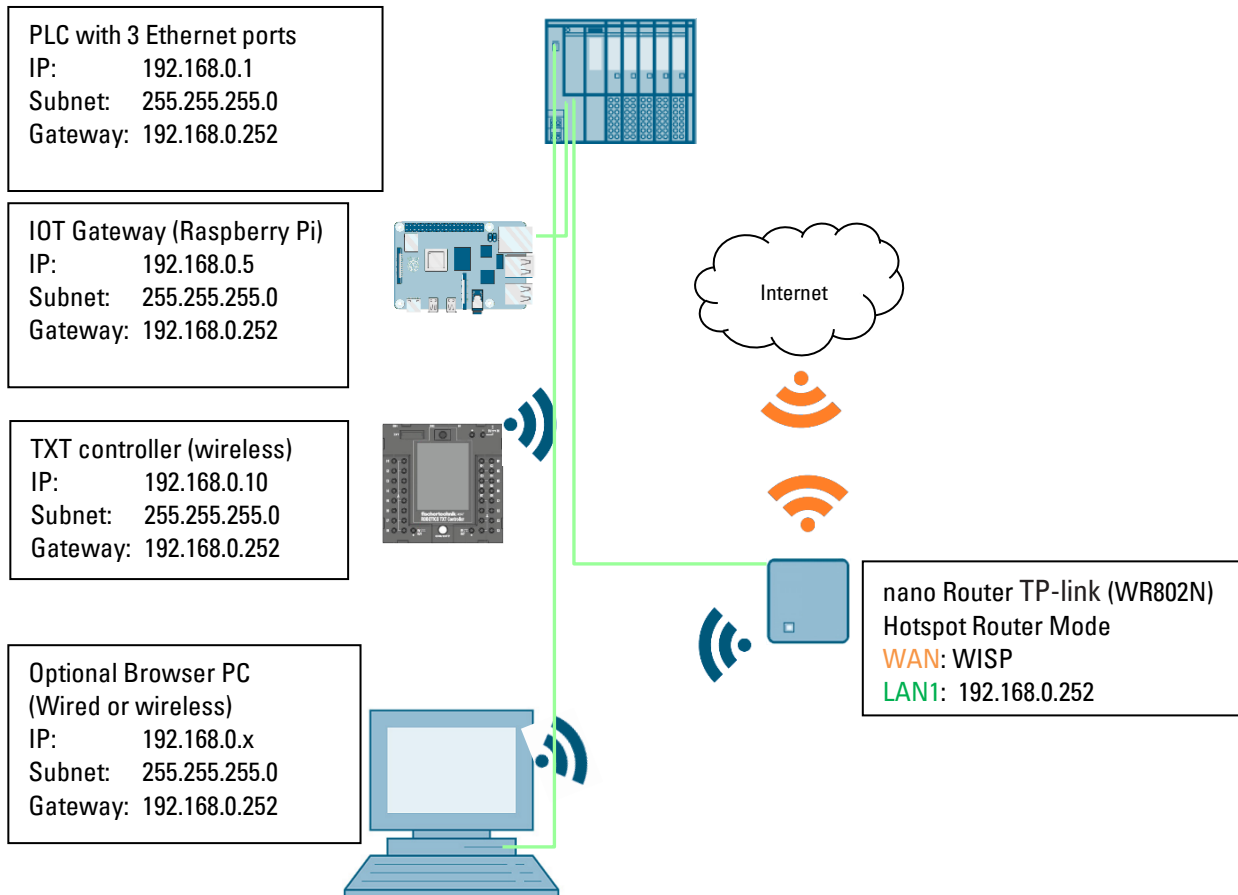 PLC with 3 Ethernet ports
IP: 192.168.0.1
Subnet: 255.255.255.0
Gateway: 192.168.0.252
IOT Gateway (Raspberry Pi)
IP: 192.168.0.5
Subnet: 255.255.255.0
Gateway: 192.168.0.252
Internet
TXT controller (wireless)
IP: 192.168.0.10
Subnet: 255.255.255.0
Gateway: 192.168.0.252
fischertechnik
ROBOTICS TXT Controller
nano Router TP-link (WR802N)
Hotspot Router Mode
WAN: WISP
LAN1: 192.168.0.252
Optional Browser PC
(Wired or wireless)
IP: 192.168.0.x
Subnet: 255.255.255.0
Gateway: 192.168.0.252